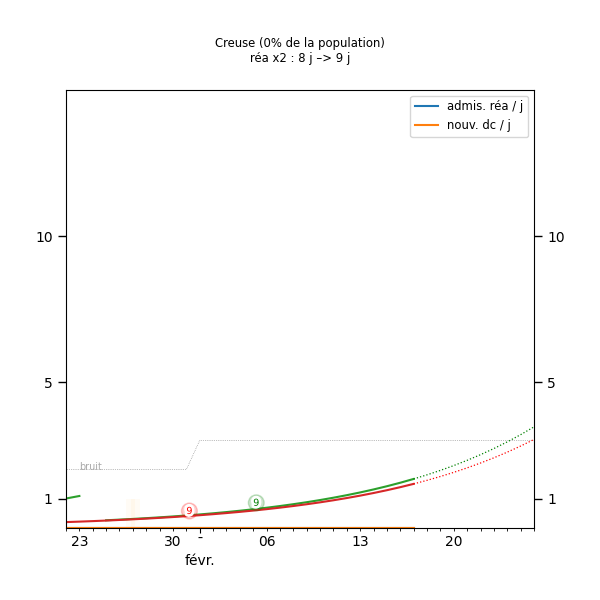 Creuse (0% de la population)
réa x2 : 8 j –> 9 j
admis. réa / j
nouv. dc / j
10 10
5 5
bruit
9 9
1 1
23 30 - 06 13 20
févr.